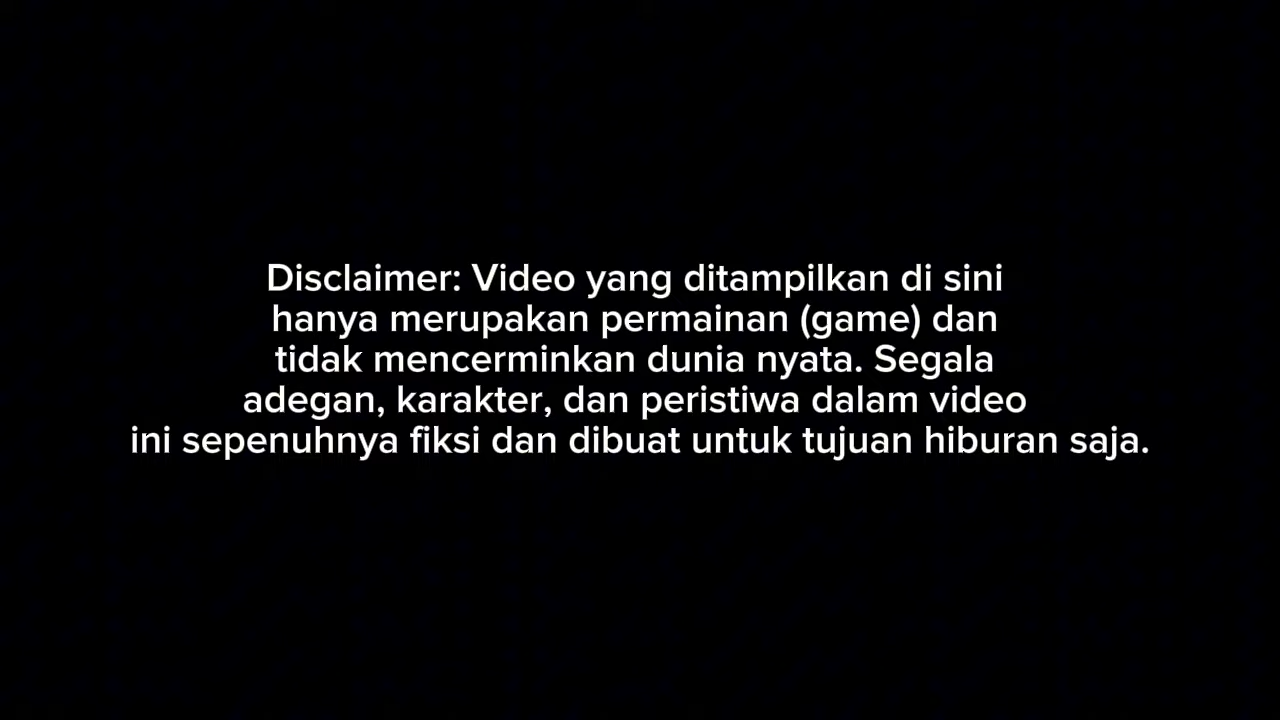 Disclaimer: Video yang ditampilkan di sini
hanya merupakan permainan (game) dan
tidak mencerminkan dunia nyata. Segala
adegan, karakter, dan peristiwa dalam video
ini sepenuhnya fiksi dan dibuat untuk tujuan hiburan saja.